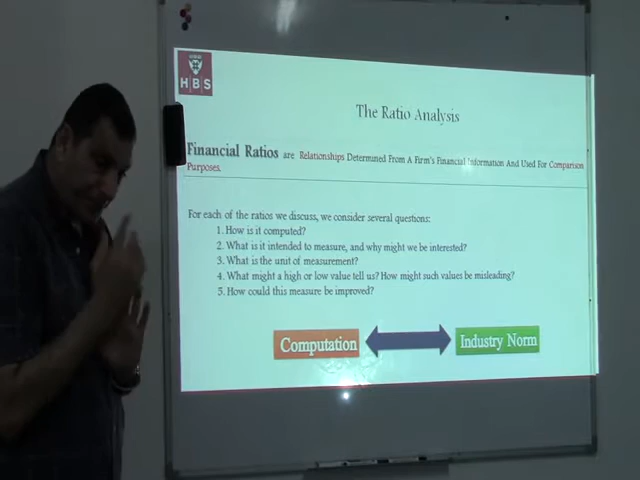 H|B|S
The Ratio Analysis
Financial Ratios are Relationships Determined From A Firm's Financial Information And Used For Comparison
Purposes.
For each of the ratios we discuss, we consider several questions:
1. How is it computed?
2. What is it intended to measure, and why might we be interested?
3. What is the unit of measurement?
4. What might a high or low value tell us? How might such values be misleading?
5. How could this measure be improved?
Computation
Industry Norm